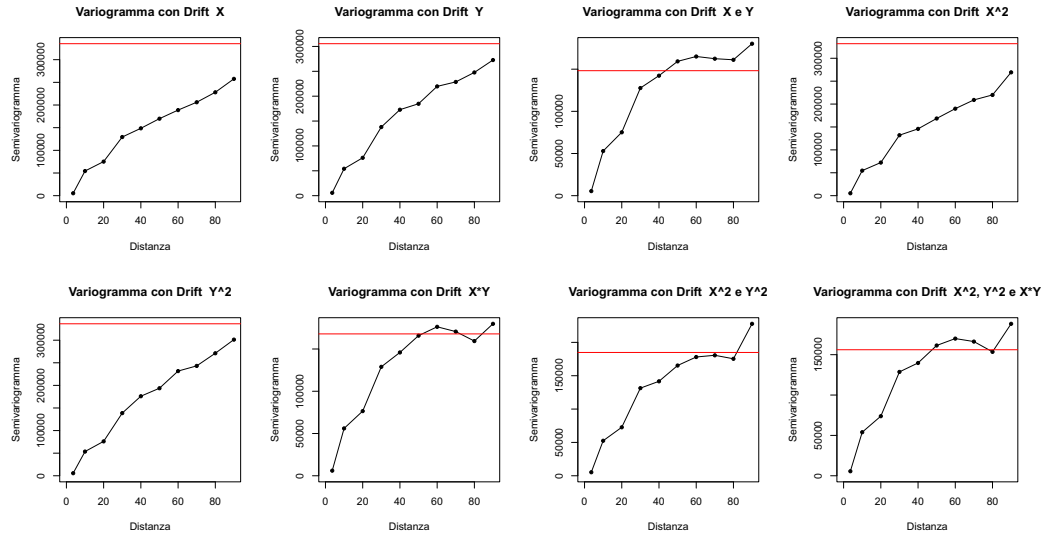 Variogramma con Drift X
Semivariogramma
0 100000 200000 300000
0 20 40 60 80
Distanza
Variogramma con Drift Y
Semivariogramma
0 100000 200000 300000
0 20 40 60 80
Distanza
Variogramma con Drift X e Y
Semivariogramma
0 50000 100000
0 20 40 60 80
Distanza
Variogramma con Drift X^2
Semivariogramma
0 100000 200000 300000
0 20 40 60 80
Distanza
Variogramma con Drift Y^2
Semivariogramma
0 100000 200000 300000
0 20 40 60 80
Distanza
Variogramma con Drift X*Y
Semivariogramma
0 50000 100000
0 20 40 60 80
Distanza
Variogramma con Drift X^2 e Y^2
Semivariogramma
0 50000 150000
0 20 40 60 80
Distanza
Variogramma con Drift X^2, Y^2 e X*Y
Semivariogramma
0 50000 150000
0 20 40 60 80
Distanza